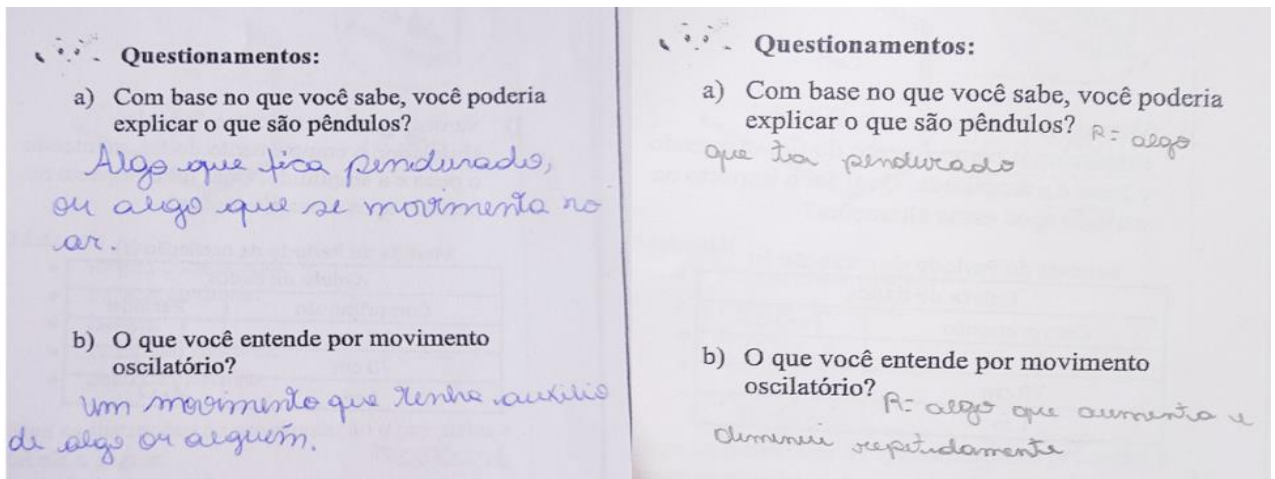 Questionamentos:
a) Com base no que você sabe, você poderia
explicar o que são pêndulos?
Algo que fica pendurado,
ou algo que se movimenta no
ar.
b) O que você entende por movimento
oscilatório?
um movimento que tenha auxilio
de algo ou alguém.
Questionamentos:
a) Com base no que você sabe, você poderia
explicar o que são pêndulos? R= algo
que ta pendurado
b) O que você entende por movimento
oscilatório? R= algo que aumenta e
diminui repetidamente